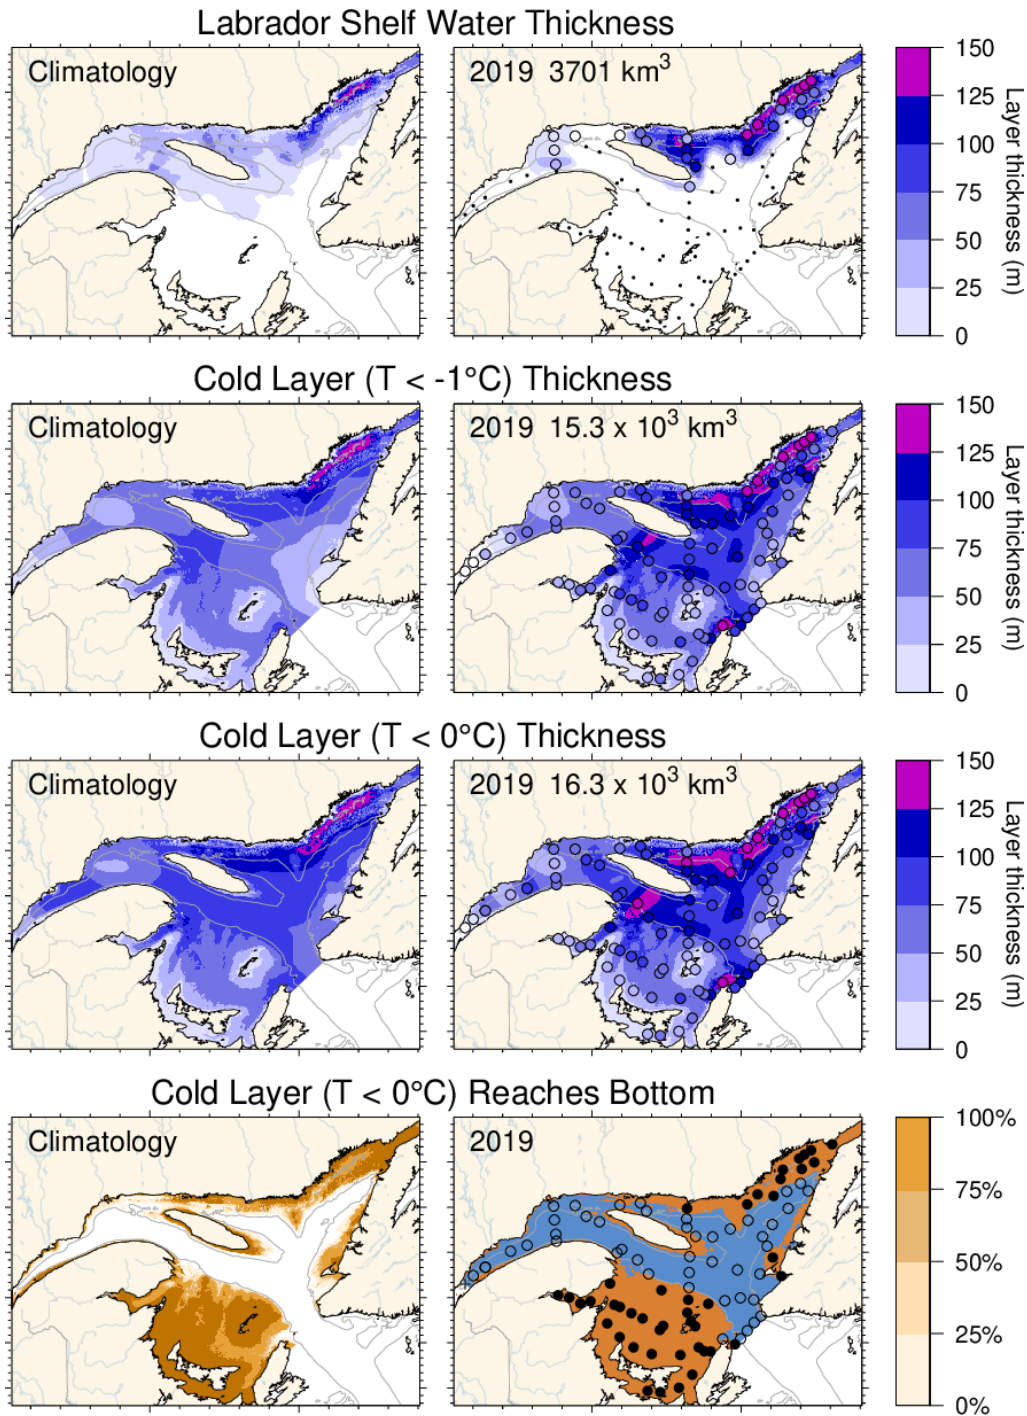 Labrador Shelf Water Thickness
Climatology
2019 3701 km³
150
125
100
75
50
25
0
Layer thickness (m)
Cold Layer (T < -1°C) Thickness
Climatology
2019 15.3 x 10³ km³
150
125
100
75
50
25
0
Layer thickness (m)
Cold Layer (T < 0°C) Thickness
Climatology
2019 16.3 x 10³ km³
150
125
100
75
50
25
0
Layer thickness (m)
Cold Layer (T < 0°C) Reaches Bottom
Climatology
2019
100%
75%
50%
25%
0%